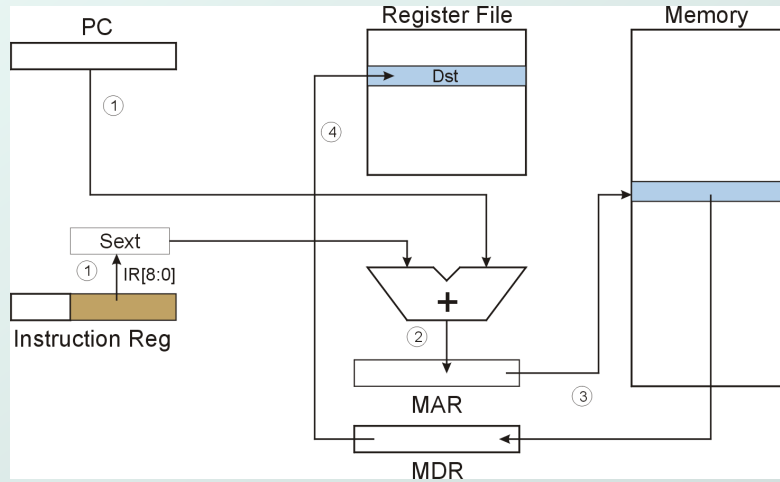 PC
Register File
Memory
Dst
①
④
Sext
①
IR[8:0]
+
Instruction Reg
②
MAR
③
MDR